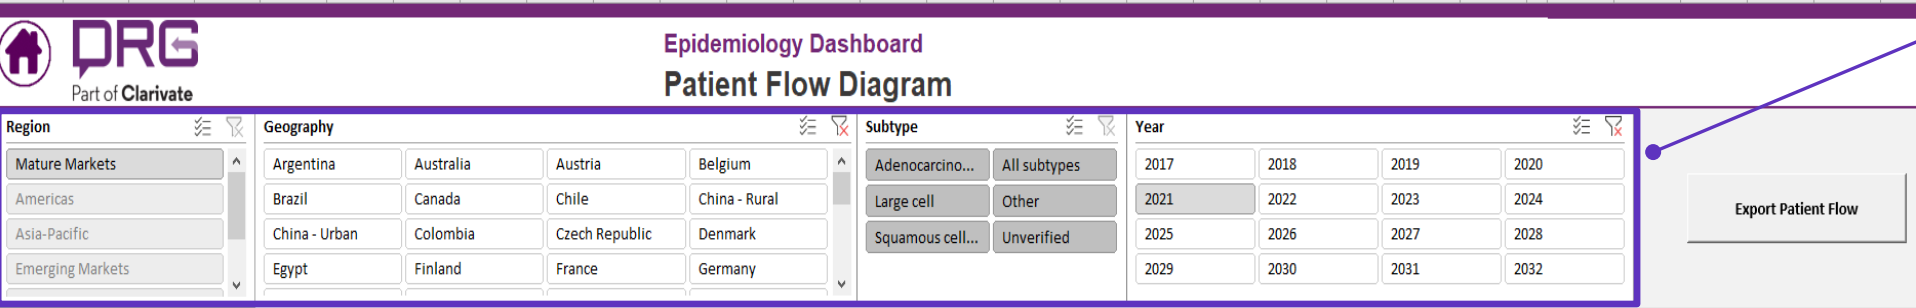 DRG
Part of Clarivate
Epidemiology Dashboard
Patient Flow Diagram
Region
Mature Markets
Americas
Asia-Pacific
Emerging Markets
Geography
Argentina Australia Austria Belgium
Brazil Canada Chile China - Rural
China - Urban Colombia Czech Republic Denmark
Egypt Finland France Germany
Subtype
Adenocarcino... All subtypes
Large cell Other
Squamous cell... Unverified
Year
2017 2018 2019 2020
2021 2022 2023 2024
2025 2026 2027 2028
2029 2030 2031 2032
Export Patient Flow